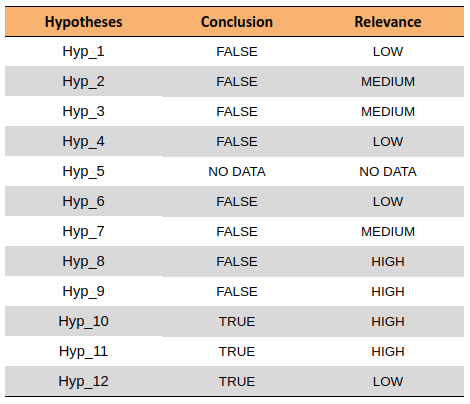 Hypotheses Conclusion Relevance
Hyp_1 FALSE LOW
Hyp_2 FALSE MEDIUM
Hyp_3 FALSE MEDIUM
Hyp_4 FALSE LOW
Hyp_5 NO DATA NO DATA
Hyp_6 FALSE LOW
Hyp_7 FALSE MEDIUM
Hyp_8 FALSE HIGH
Hyp_9 FALSE HIGH
Hyp_10 TRUE HIGH
Hyp_11 TRUE HIGH
Hyp_12 TRUE LOW